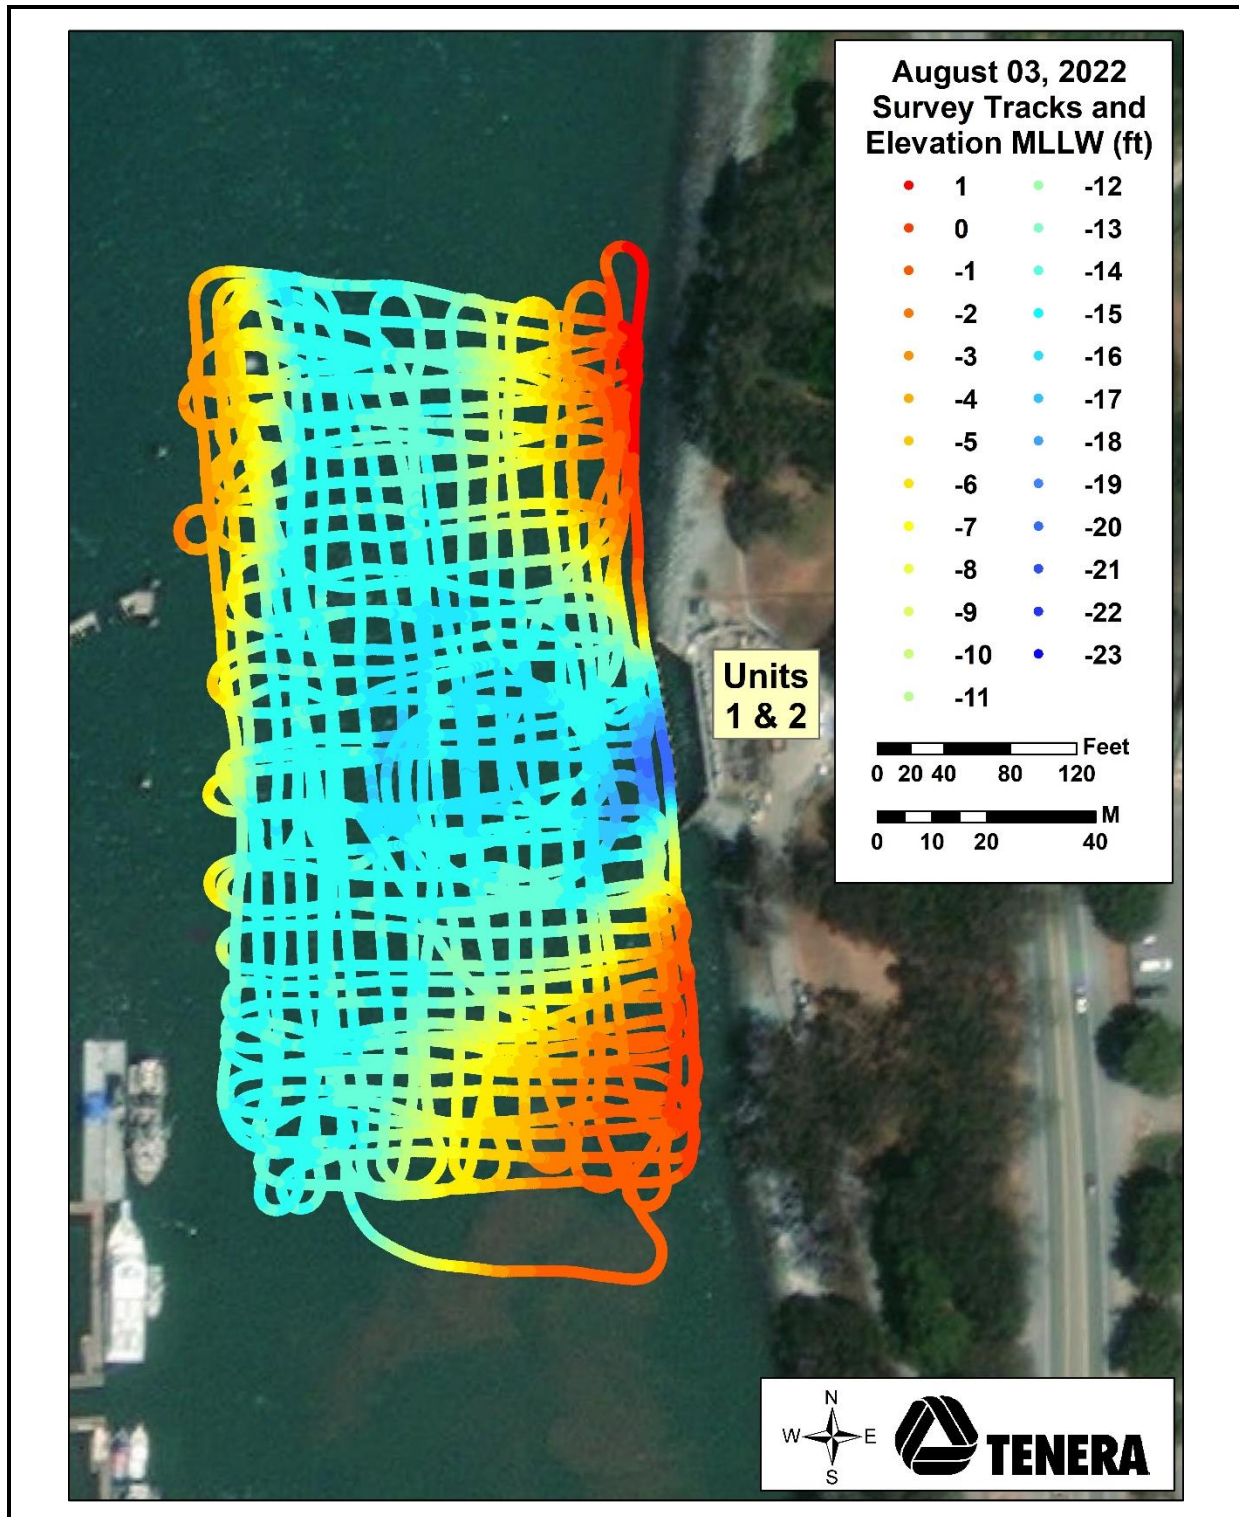 August 03, 2022
Survey Tracks and
Elevation MLLW (ft)
1 -12
0 -13
-1 -14
-2 -15
-3 -16
-4 -17
-5 -18
-6 -19
-7 -20
-8 -21
-9 -22
-10 -23
-11
Feet
0 20 40 80 120
M
0 10 20 40
Units
1 & 2
N
W E
S
TENERA